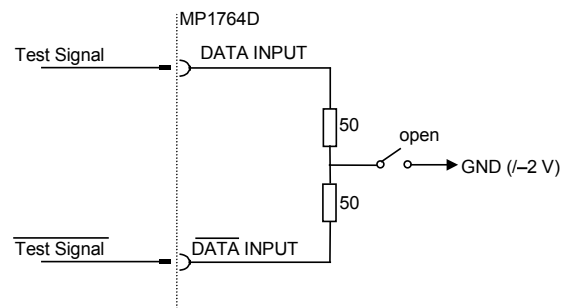 MP1764D
Test Signal
DATA INPUT
50
open
GND (/–2 V)
50
Test Signal
DATA INPUT